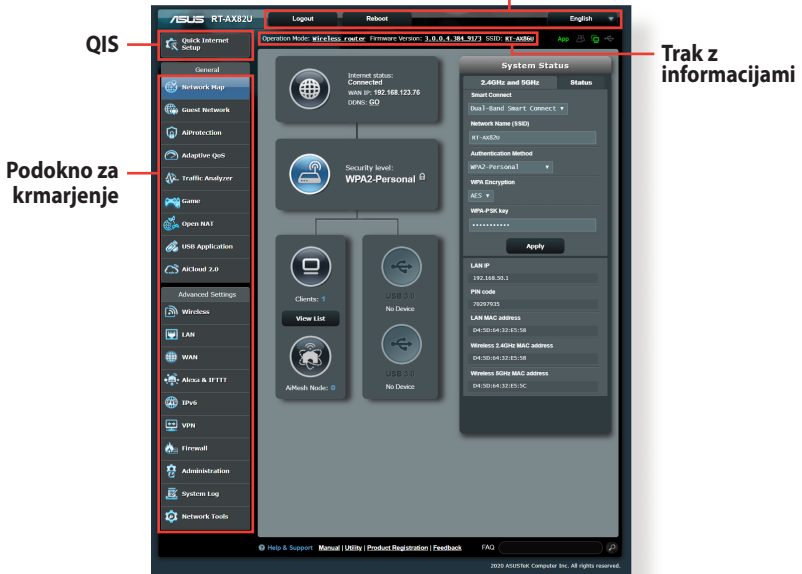 ASUS RT-AX82U
Logout
Reboot
English
QIS
Quick Internet
Setup
Operation Mode: Wireless router Firmware Version: 3.0.0.4.384_9173 SSID: RT-AX86U
App
Trak z
informacijami
Podokno za
krmarjenje
General
Network Map
Guest Network
AiProtection
Adaptive QoS
Traffic Analyzer
Game
Open NAT
USB Application
AiCloud 2.0
Advanced Settings
Wireless
LAN
WAN
Alexa & IFTTT
IPv6
VPN
Firewall
Administration
System Log
Network Tools
Internet status:
Connected
WAN IP: 192.168.123.76
DDNS: GO
Security level:
WPA2-Personal
Clients: 1
View List
AiMesh Node: 0
USB 3.0
No Device
USB 3.0
No Device
System Status
2.4GHz and 5GHz
Status
Smart Connect
Dual-Band Smart Connect
Network Name (SSID)
RT-AX82U
Authentication Method
WPA2-Personal
WPA Encryption
AES
WPA-PSK key
•••••••••••
Apply
LAN IP
192.168.50.1
PIN code
70297935
LAN MAC address
D4:5D:64:32:E5:58
Wireless 2.4GHz MAC address
D4:5D:64:32:E5:58
Wireless 5GHz MAC address
D4:5D:64:32:E5:5C
Help & Support Manual | Utility | Product Registration | Feedback FAQ
2020 ASUSTeK Computer Inc. All rights reserved.